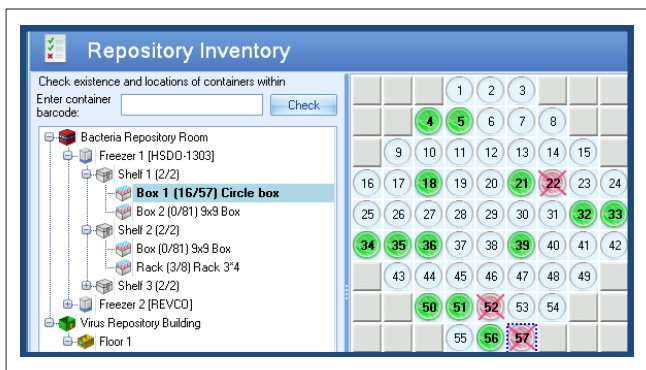 Repository Inventory
Check existence and locations of containers within
Enter container
barcode:
Check
Bacteria Repository Room
Freezer 1 [HSDO-1303]
Shelf 1 (2/2)
Box 1 (16/57) Circle box
Box 2 (0/81) 9x9 Box
Shelf 2 (2/2)
Box (0/81) 9x9 Box
Rack (3/8) Rack 3*4
Shelf 3 (2/2)
Freezer 2 [REVCO]
Virus Repository Building
Floor 1
1 2 3
4 5 6 7 8
9 10 11 12 13 14 15
16 17 18 19 20 21 22 23 24
25 26 27 28 29 30 31 32 33
34 35 36 37 38 39 40 41 42
43 44 45 46 47 48 49
50 51 52 53 54
55 56 57